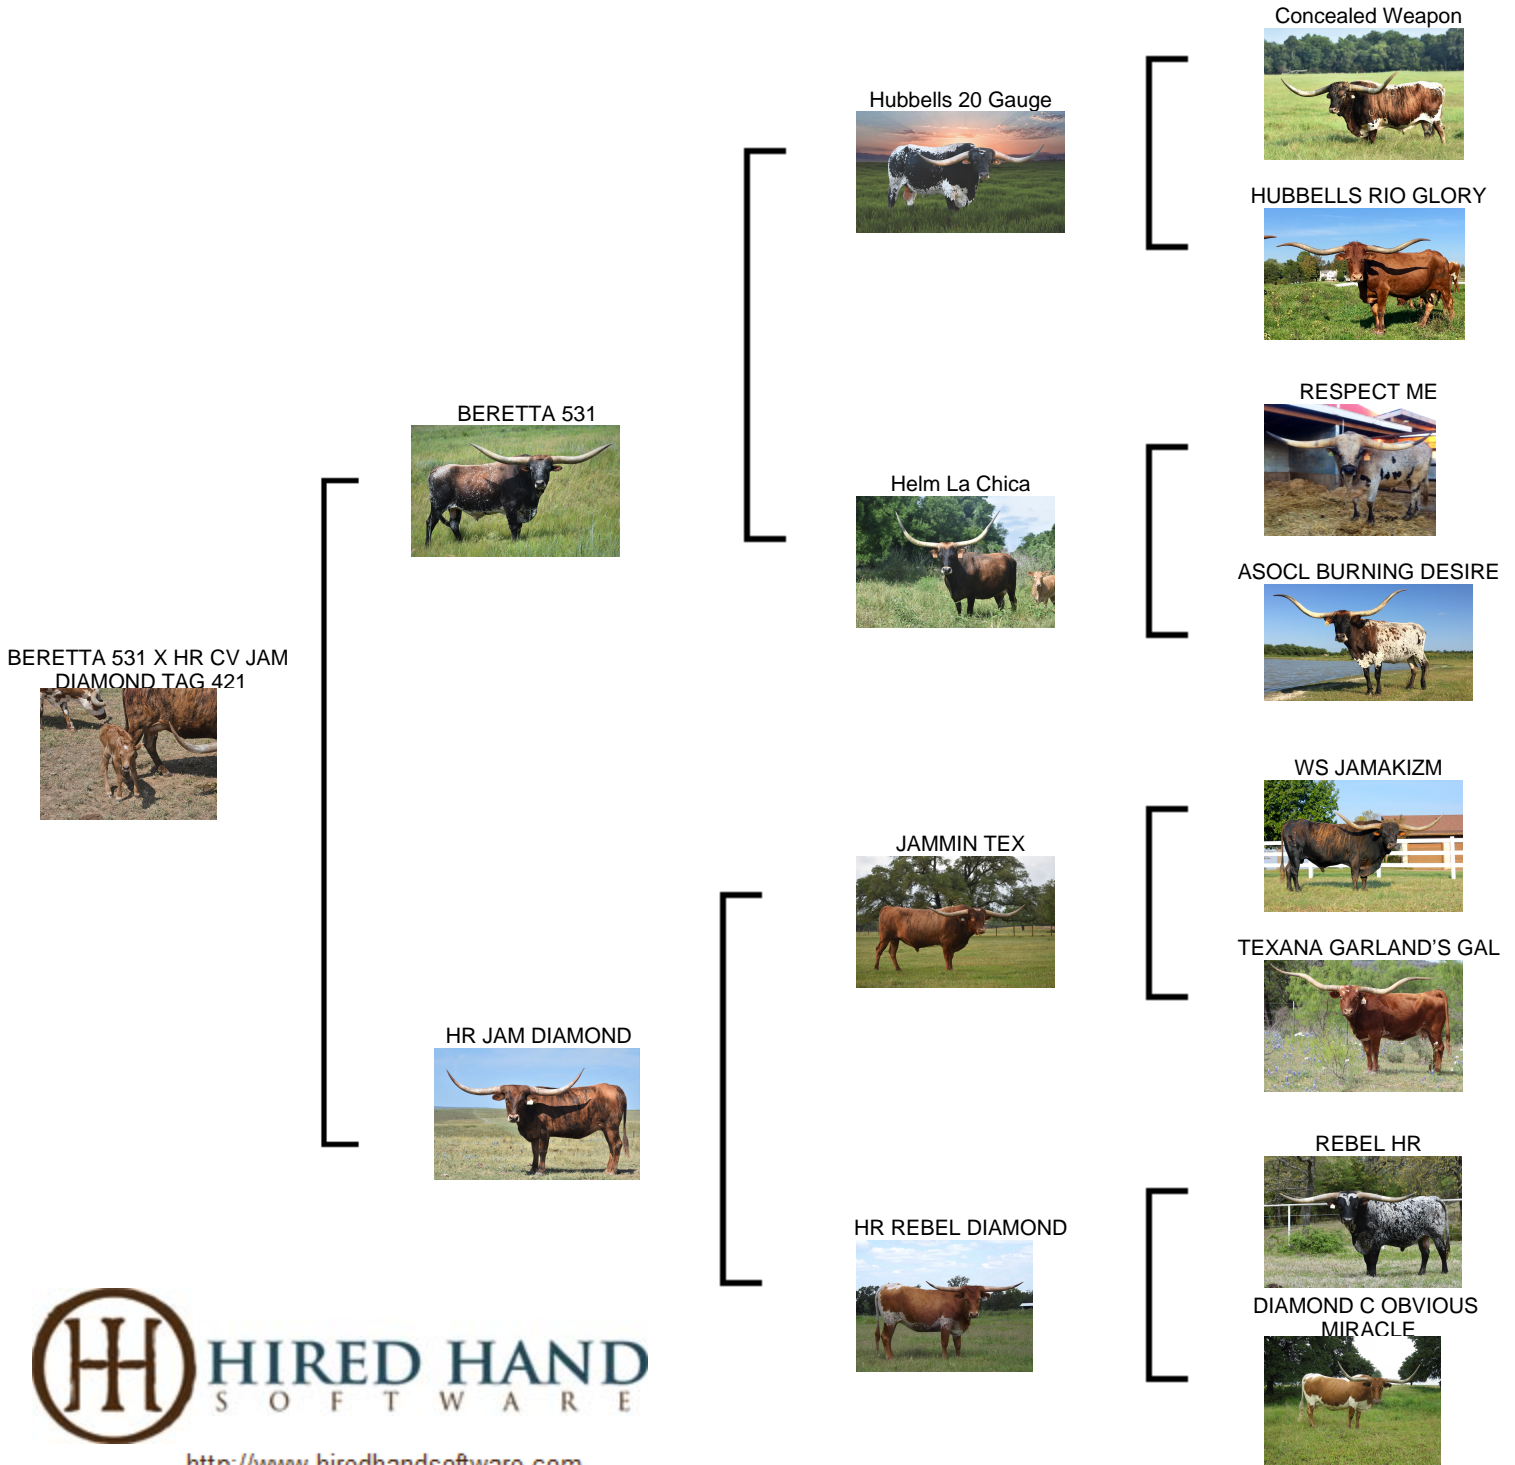 Concealed Weapon
Hubbells 20 Gauge
HUBBELLS RIO GLORY
RESPECT ME
BERETTA 531
Helm La Chica
ASOCL BURNING DESIRE
BERETTA 531 X HR CV JAM
DIAMOND TAG 421
WS JAMAKIZM
JAMMIN TEX
TEXANA GARLAND'S GAL
HR JAM DIAMOND
REBEL HR
HR REBEL DIAMOND
DIAMOND C OBVIOUS
MIRACLE
HIRED HAND
SOFTWARE
http://www.hiredhandsoftware.com